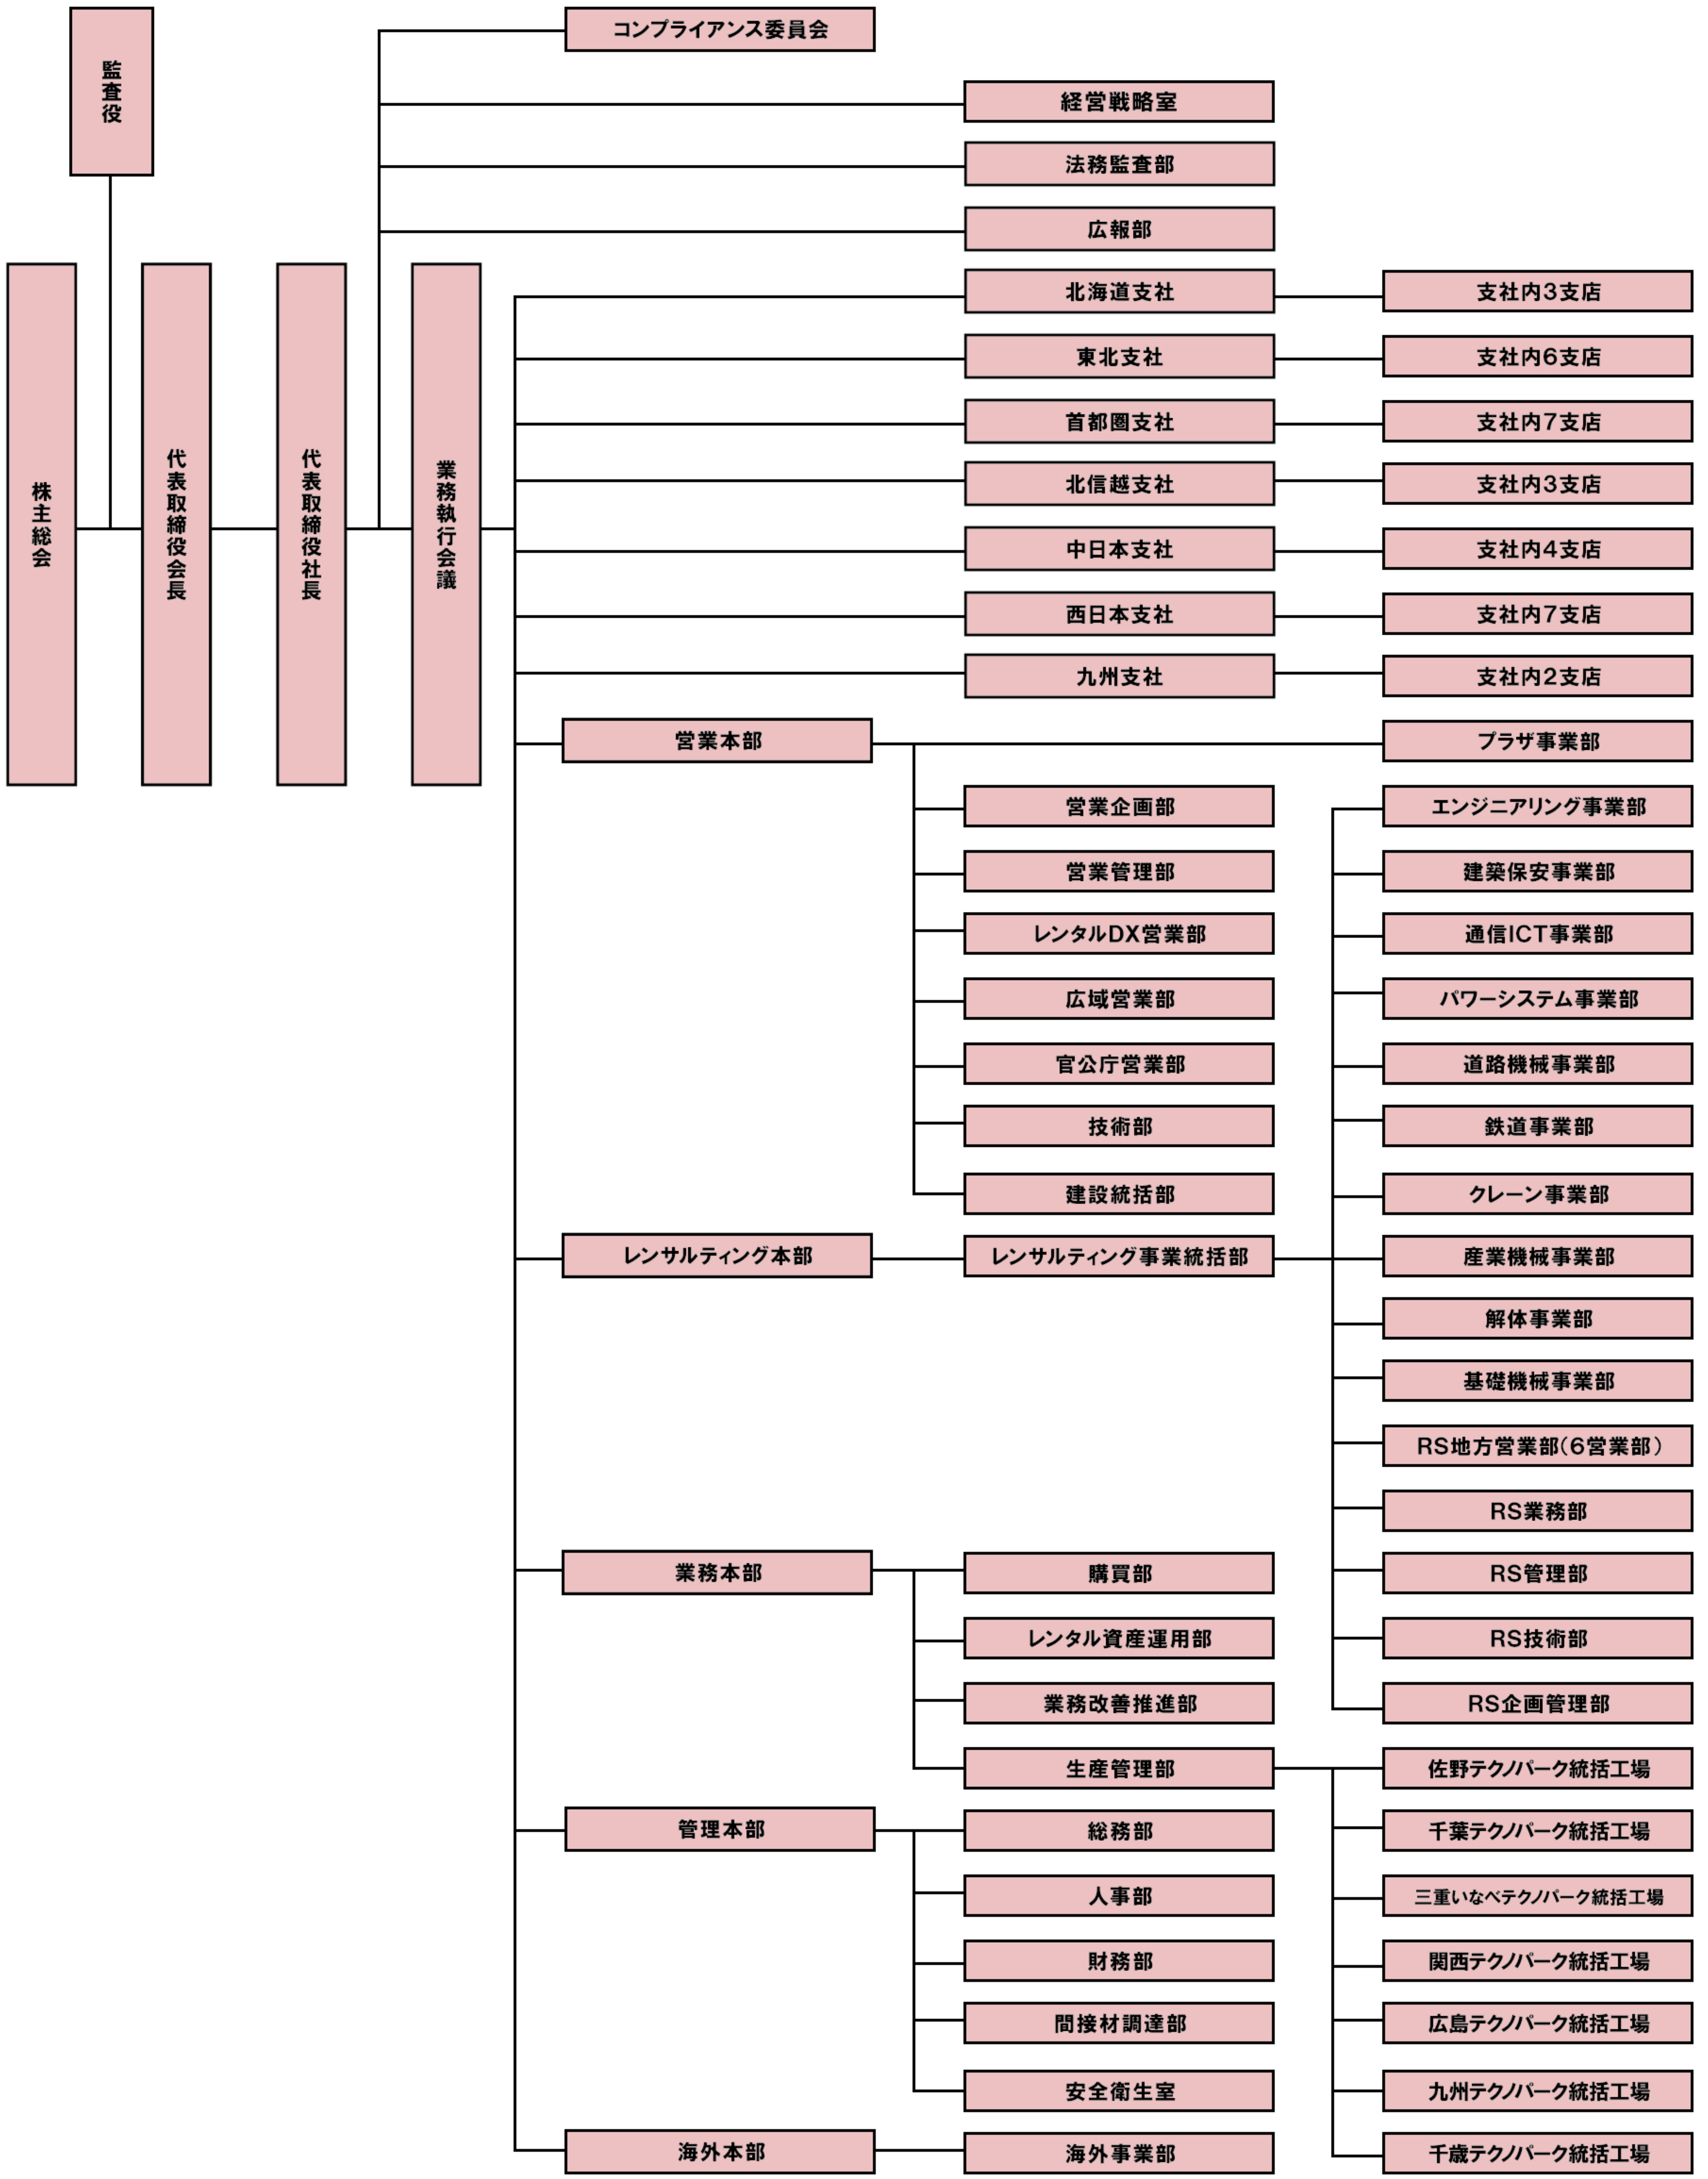 監査役
株主総会
代表取締役会長
代表取締役社長
業務執行会議
コンプライアンス委員会
経営戦略室
法務監査部
広報部
北海道支社
支社内3支店
東北支社
支社内6支店
首都圏支社
支社内7支店
北信越支社
支社内3支店
中日本支社
支社内4支店
西日本支社
支社内7支店
九州支社
支社内2支店
営業本部
プラザ事業部
営業企画部
営業管理部
レンタルDX営業部
広域営業部
官公庁営業部
技術部
建設統括部
レンサルティング本部
レンサルティング事業統括部
エンジニアリング事業部
建築保安事業部
通信ICT事業部
パワーシステム事業部
道路機械事業部
鉄道事業部
クレーン事業部
産業機械事業部
解体事業部
基礎機械事業部
RS地方営業部(6営業部)
RS業務部
RS管理部
RS技術部
RS企画管理部
業務本部
購買部
レンタル資産運用部
業務改善推進部
生産管理部
佐野テクノパーク統括工場
千葉テクノパーク統括工場
三重いなべテクノパーク統括工場
関西テクノパーク統括工場
広島テクノパーク統括工場
九州テクノパーク統括工場
千歳テクノパーク統括工場
管理本部
総務部
人事部
財務部
間接材調達部
安全衛生室
海外本部
海外事業部